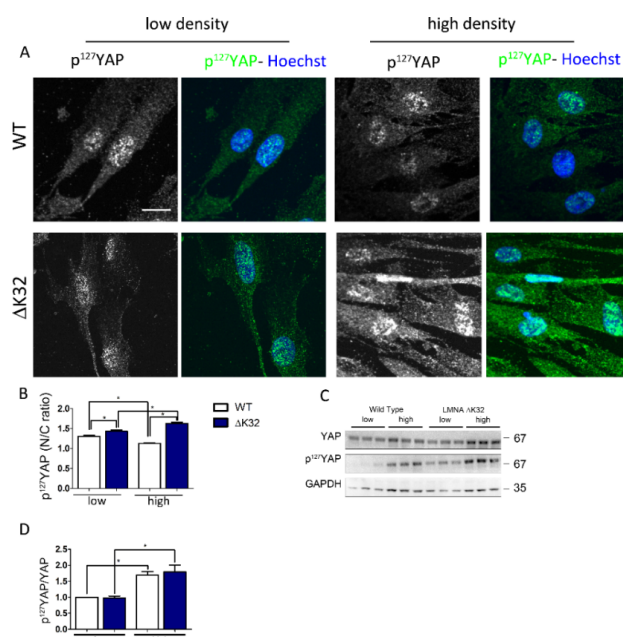 low density
high density
A
p¹²⁷YAP
p¹²⁷YAP- Hoechst
p¹²⁷YAP
p¹²⁷YAP- Hoechst
WT
ΔK32
B
p¹²⁷YAP (N/C ratio)
2.0
1.5
1.0
0.5
0.0
* * * *
low
high
WT
ΔK32
C
Wild Type
LMNA ΔK32
low
high
low
high
YAP
– 67
p¹²⁷YAP
– 67
GAPDH
– 35
D
p¹²⁷YAP/YAP
2.5
2.0
1.5
1.0
0.5
0.0
*
*